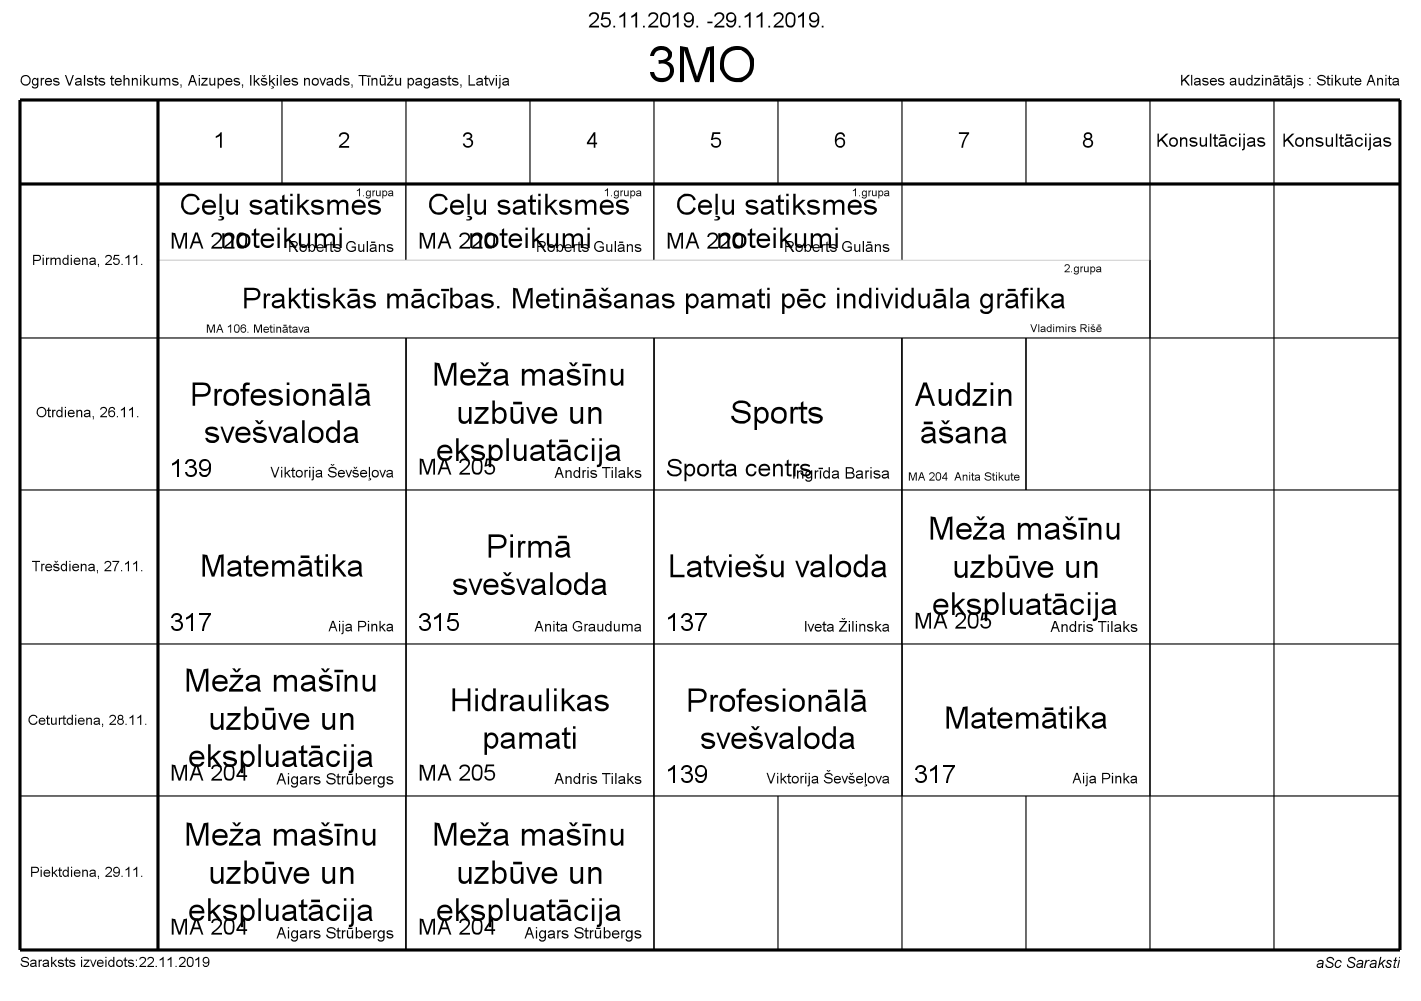 25.11.2019. -29.11.2019.
3MO
Ogres Valsts tehnikums, Aizupes, Ikšķiles novads, Tīnūžu pagasts, Latvija
Klases audzinātājs : Stikute Anita
1 2 3 4 5 6 7 8 Konsultācijas Konsultācijas
Pirmdiena, 25.11.
1.grupa
Ceļu satiksmes
noteikumi
MA 220 Roberts Gulāns
1.grupa
Ceļu satiksmes
noteikumi
MA 220 Roberts Gulāns
1.grupa
Ceļu satiksmes
noteikumi
MA 220 Roberts Gulāns
2.grupa
Praktiskās mācības. Metināšanas pamati pēc individuāla grāfika
MA 106. Metinātava Vladimirs Rišē
Otrdiena, 26.11.
Profesionālā
svešvaloda
139 Viktorija Ševšeļova
Meža mašīnu
uzbūve un
ekspluatācija
MA 205 Andris Tilaks
Sports
Sporta centrs Ingrīda Barisa
Audzin
āšana
MA 204 Anita Stikute
Trešdiena, 27.11.
Matemātika
317 Aija Pinka
Pirmā
svešvaloda
315 Anita Grauduma
Latviešu valoda
137 Iveta Žilinska
Meža mašīnu
uzbūve un
ekspluatācija
MA 205 Andris Tilaks
Ceturtdiena, 28.11.
Meža mašīnu
uzbūve un
ekspluatācija
MA 204 Aigars Strūbergs
Hidraulikas
pamati
MA 205 Andris Tilaks
Profesionālā
svešvaloda
139 Viktorija Ševšeļova
Matemātika
317 Aija Pinka
Piektdiena, 29.11.
Meža mašīnu
uzbūve un
ekspluatācija
MA 204 Aigars Strūbergs
Meža mašīnu
uzbūve un
ekspluatācija
MA 204 Aigars Strūbergs
Saraksts izveidots:22.11.2019
aSc Saraksti